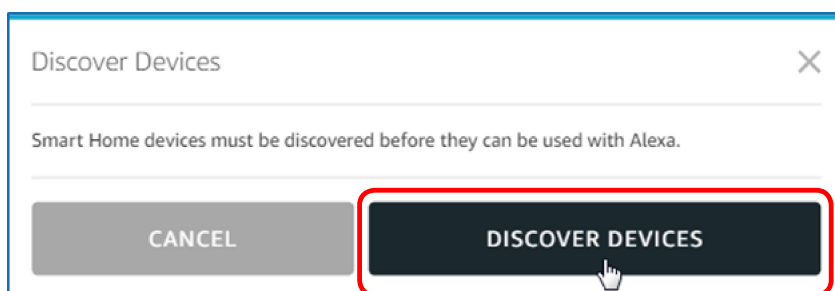 Discover Devices
Smart Home devices must be discovered before they can be used with Alexa.
CANCEL
DISCOVER DEVICES